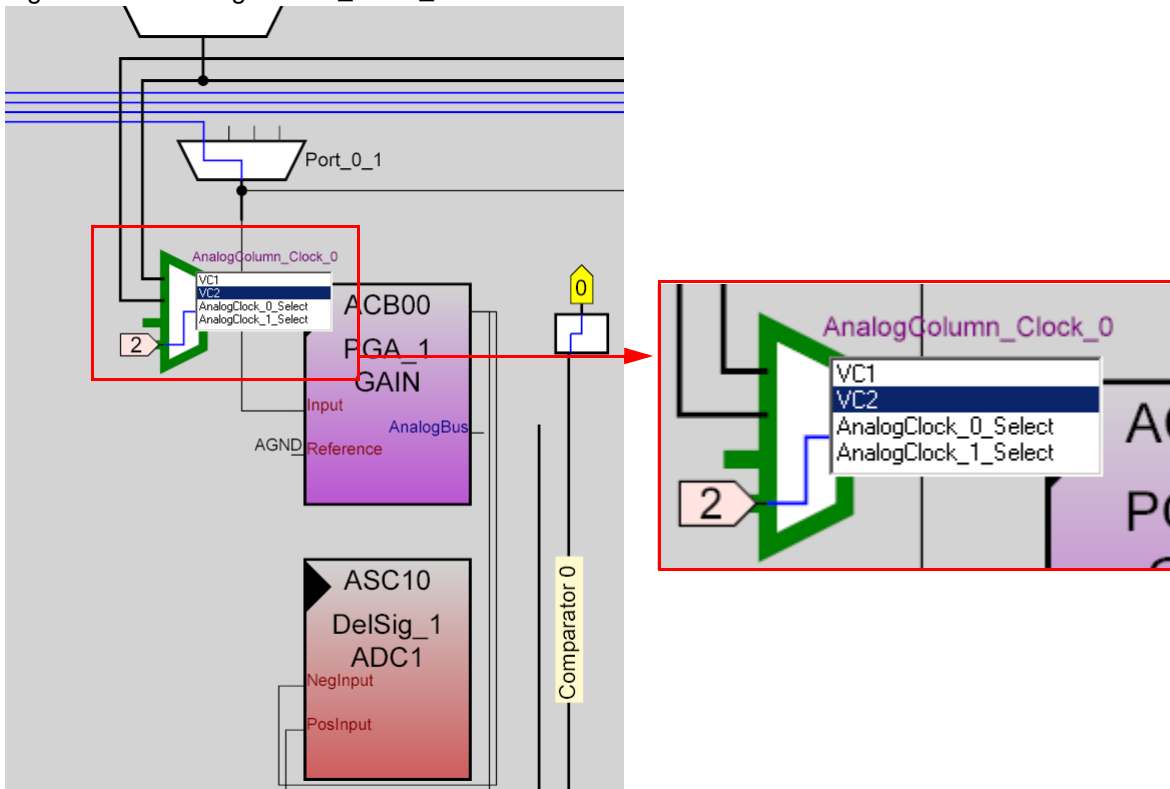 Port_0_1
AnalogColumn_Clock_0
VC1
VC2
AnalogClock_0_Select
AnalogClock_1_Select
2
ACB00
PGA_1
GAIN
Input
AnalogBus
AGND
Reference
0
Comparator 0
ASC10
DelSig_1
ADC1
NegInput
PosInput
AnalogColumn_Clock_0
VC1
VC2
AnalogClock_0_Select
AnalogClock_1_Select
2